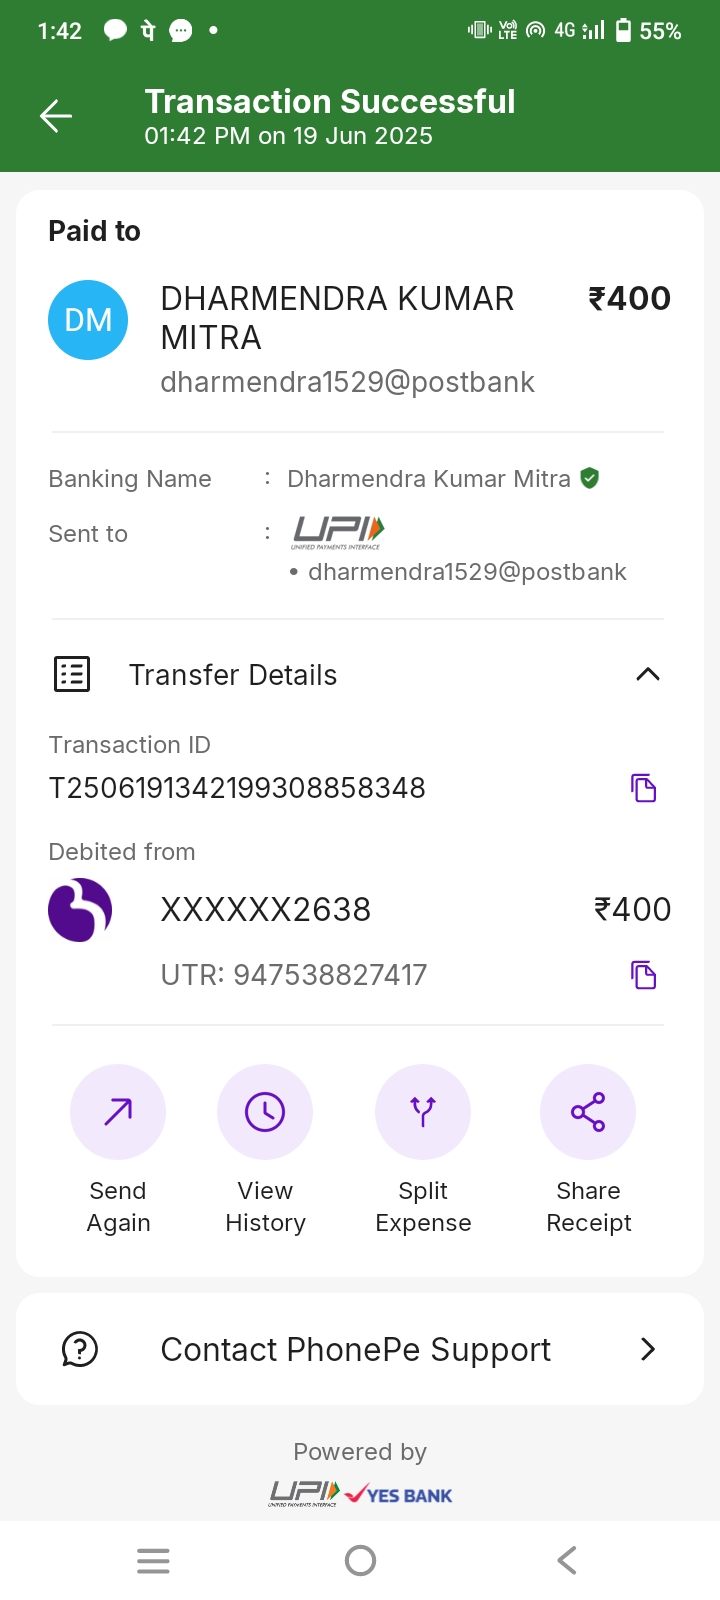 1:42 पे Vo)) LTE 4G 55%
Transaction Successful
01:42 PM on 19 Jun 2025
Paid to
DM DHARMENDRA KUMAR ₹400
MITRA
dharmendra1529@postbank
Banking Name : Dharmendra Kumar Mitra
Sent to : UPI
UNIFIED PAYMENTS INTERFACE
• dharmendra1529@postbank
Transfer Details
Transaction ID
T2506191342199308858348
Debited from
XXXXXX2638 ₹400
UTR: 947538827417
Send View Split Share
Again History Expense Receipt
Contact PhonePe Support
Powered by
UPI YES BANK
UNIFIED PAYMENTS INTERFACE